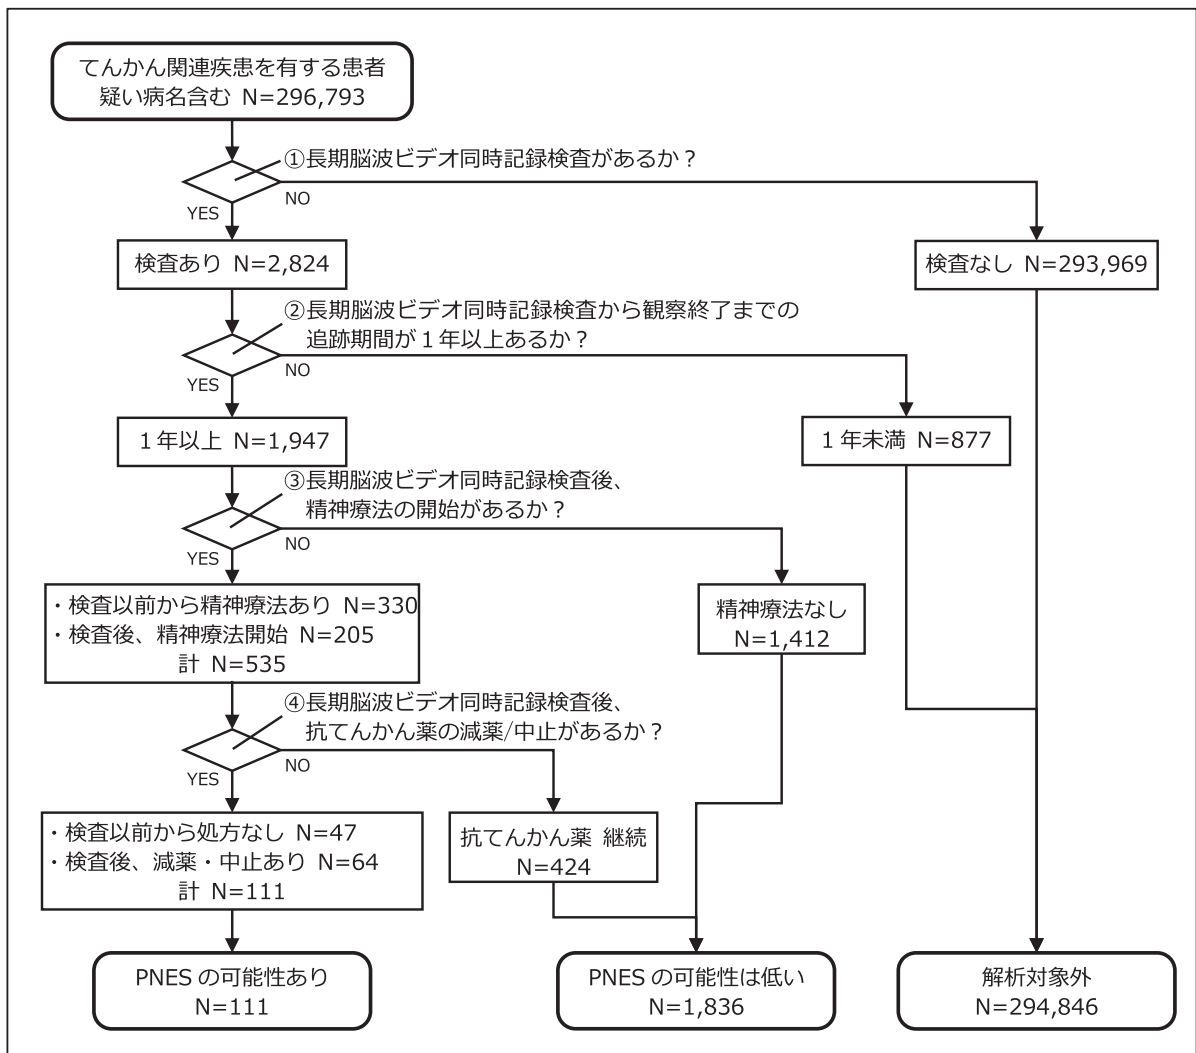 てんかん関連疾患を有する患者
疑い病名含む N=296,793
①長期脳波ビデオ同時記録検査があるか？
NO
YES
検査あり N=2,824
検査なし N=293,969
②長期脳波ビデオ同時記録検査から観察終了までの
追跡期間が1年以上あるか？
NO
YES
1年以上 N=1,947
1年未満 N=877
③長期脳波ビデオ同時記録検査後、
精神療法の開始があるか？
NO
YES
・検査以前から精神療法あり N=330
・検査後、精神療法開始 N=205
計 N=535
精神療法なし
N=1,412
④長期脳波ビデオ同時記録検査後、
抗てんかん薬の減薬/中止があるか？
NO
YES
・検査以前から処方なし N=47
・検査後、減薬・中止あり N=64
計 N=111
抗てんかん薬 継続
N=424
PNESの可能性あり
N=111
PNESの可能性は低い
N=1,836
解析対象外
N=294,846